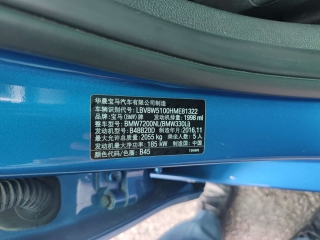 华晨宝马汽车有限公司制造
车辆识别代号: LBV8W5100HME81322
品牌: 宝马(BMW)牌 发动机排量: 1998 ml
整车型号: BMW7200NL(BMW330Li)
发动机型号: B48B20D 制造年月: 2016.11
最大允许总质量: 2055 kg 乘坐人数: 5 人
发动机最大净功率: 185 kW 制造国: 中国
颜色代码/色漆: B45